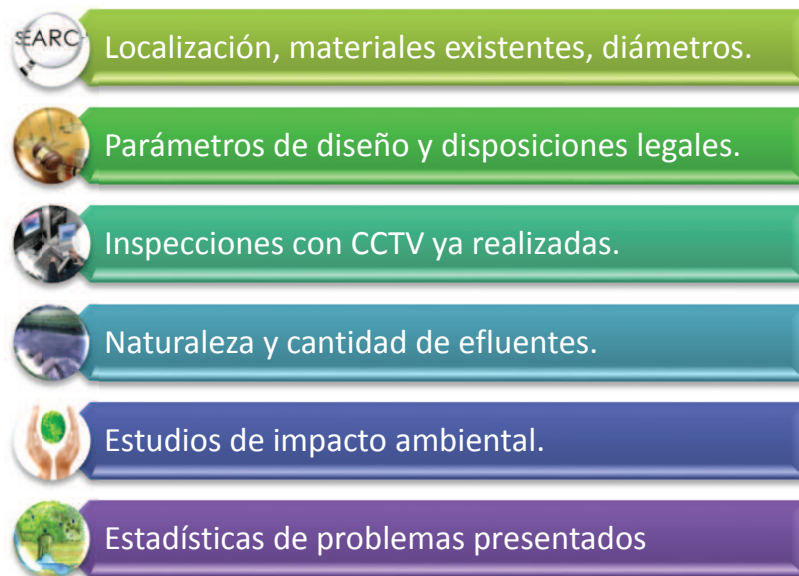 SEARC
Localización, materiales existentes, diámetros.
Parámetros de diseño y disposiciones legales.
Inspecciones con CCTV ya realizadas.
Naturaleza y cantidad de efluentes.
Estudios de impacto ambiental.
Estadísticas de problemas presentados